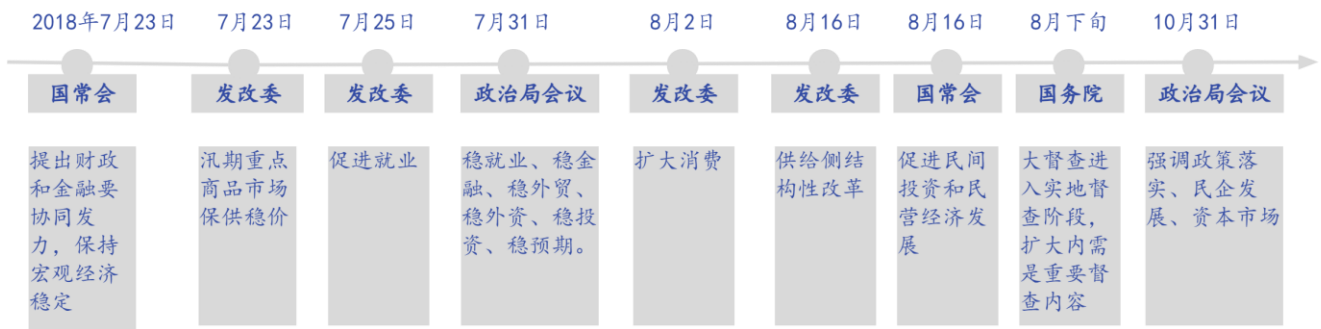 2018年7月23日
7月23日
7月25日
7月31日
8月2日
8月16日
8月16日
8月下旬
10月31日
国常会
发改委
发改委
政治局会议
发改委
发改委
国常会
国务院
政治局会议
提出财政
和金融要
协同发
力，保持
宏观经济
稳定
汛期重点
商品市场
保供稳价
促进就业
稳就业、稳金
融、稳外贸、
稳外资、稳投
资、稳预期。
扩大消费
供给侧结
构性改革
促进民间
投资和民
营经济发
展
大督查进
入实地督
查阶段，
扩大内需
是重要督
查内容
强调政策落
实、民企发
展、资本市场